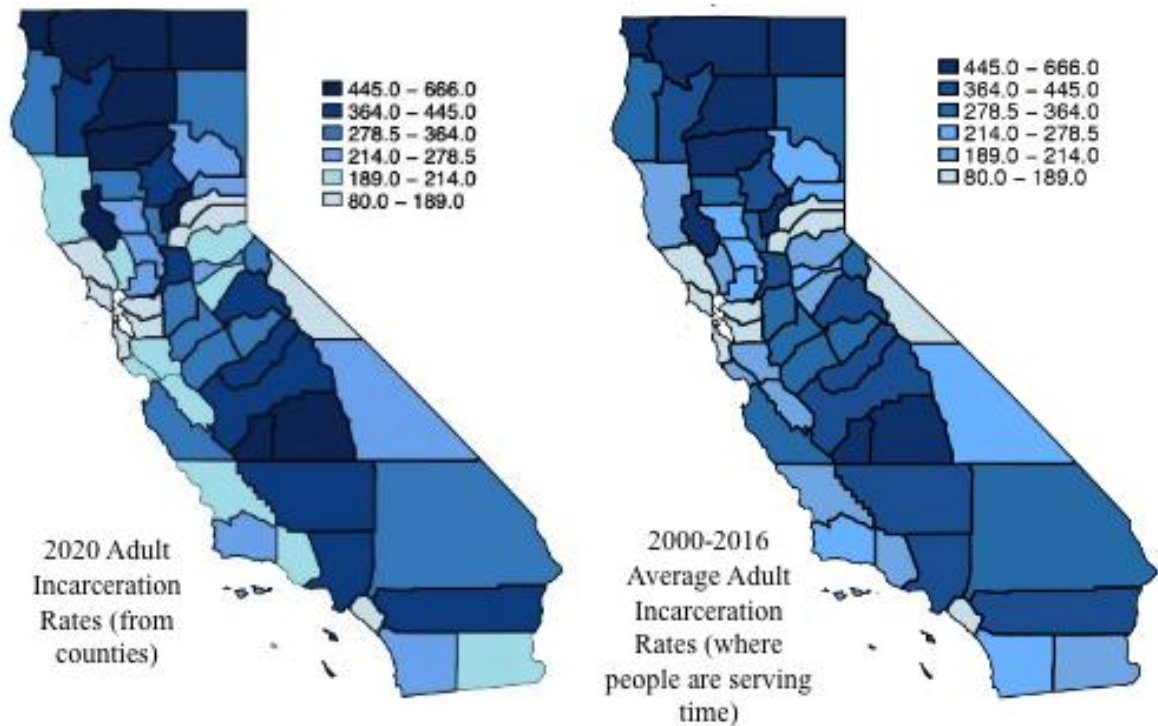 445.0 – 666.0
364.0 – 445.0
278.5 – 364.0
214.0 – 278.5
189.0 – 214.0
80.0 – 189.0
2020 Adult
Incarceration
Rates (from
counties)
445.0 – 666.0
364.0 – 445.0
278.5 – 364.0
214.0 – 278.5
189.0 – 214.0
80.0 – 189.0
2000-2016
Average Adult
Incarceration
Rates (where
people are serving
time)